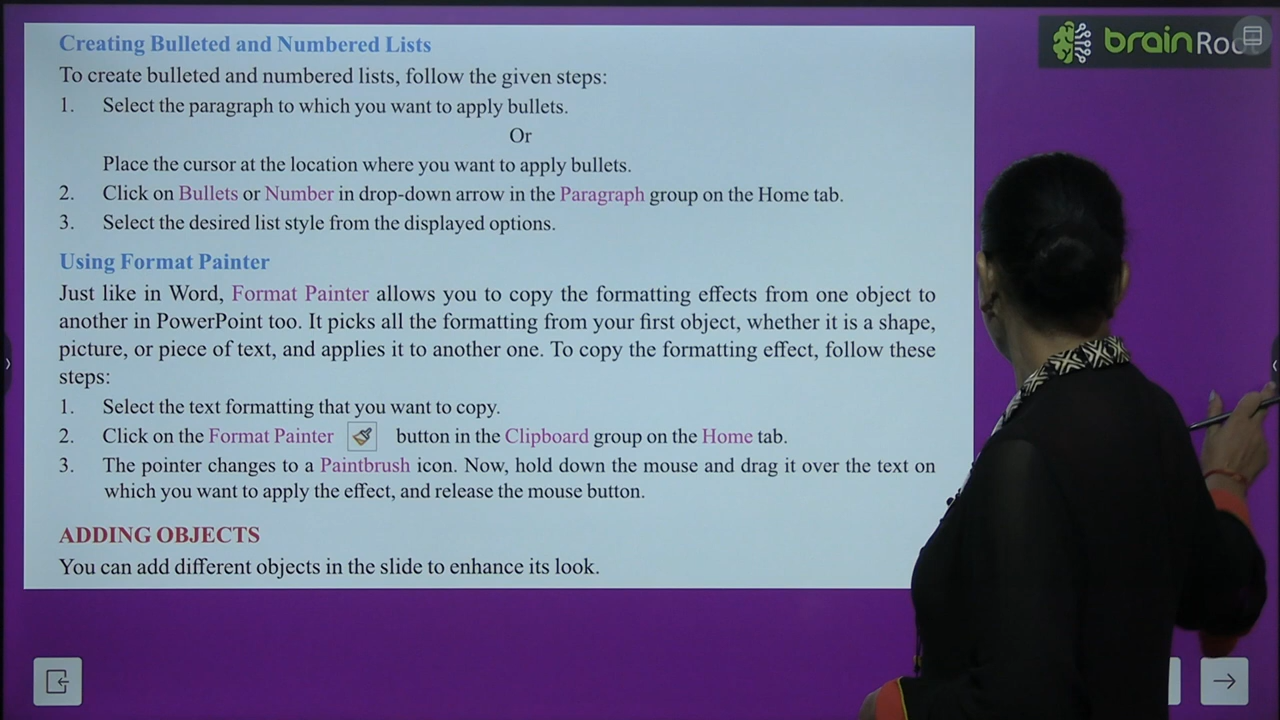 brainRoo
Creating Bulleted and Numbered Lists
To create bulleted and numbered lists, follow the given steps:
1. Select the paragraph to which you want to apply bullets.
Or
Place the cursor at the location where you want to apply bullets.
2. Click on Bullets or Number in drop-down arrow in the Paragraph group on the Home tab.
3. Select the desired list style from the displayed options.
Using Format Painter
Just like in Word, Format Painter allows you to copy the formatting effects from one object to
another in PowerPoint too. It picks all the formatting from your first object, whether it is a shape,
picture, or piece of text, and applies it to another one. To copy the formatting effect, follow these
steps:
1. Select the text formatting that you want to copy.
2. Click on the Format Painter button in the Clipboard group on the Home tab.
3. The pointer changes to a Paintbrush icon. Now, hold down the mouse and drag it over the text on
which you want to apply the effect, and release the mouse button.
ADDING OBJECTS
You can add different objects in the slide to enhance its look.